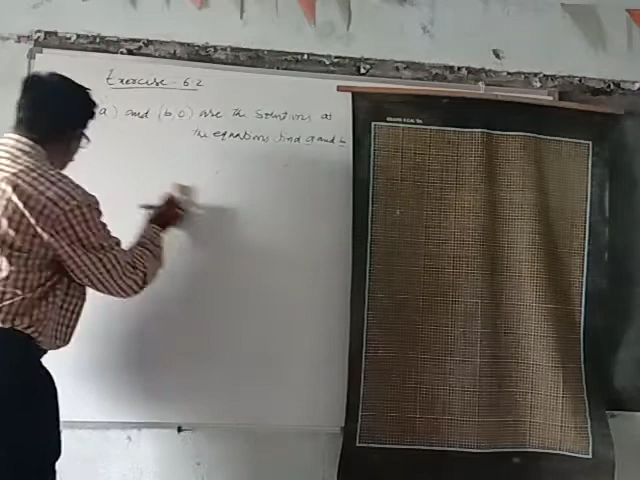 Exercise - 6.2
a) and (b, 0) are the solutions of
the equations find a and b